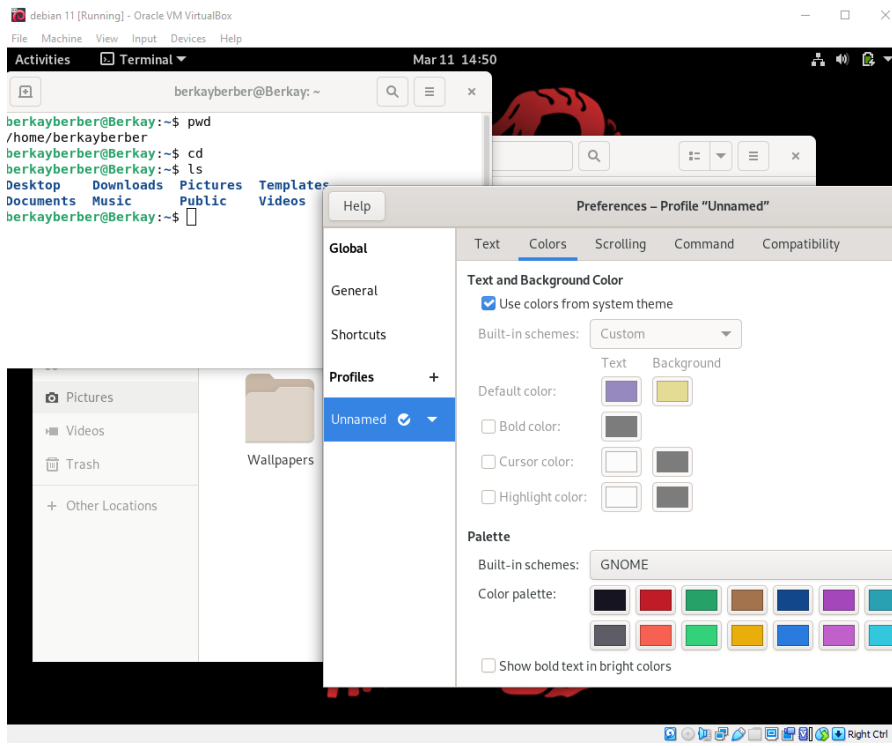 debian 11 [Running] - Oracle VM VirtualBox
File Machine View Input Devices Help
Activities Terminal Mar 11 14:50
berkayberber@Berkay: ~
berkayberber@Berkay:~$ pwd
/home/berkayberber
berkayberber@Berkay:~$ cd
berkayberber@Berkay:~$ ls
Desktop Downloads Pictures Templates
Documents Music Public Videos
berkayberber@Berkay:~$
Help Preferences – Profile “Unnamed”
Global
General
Shortcuts
Profiles +
Unnamed
Text Colors Scrolling Command Compatibility
Text and Background Color
Use colors from system theme
Built-in schemes: Custom
Text Background
Default color:
Bold color:
Cursor color:
Highlight color:
Palette
Built-in schemes: GNOME
Color palette:
Show bold text in bright colors
Pictures
Videos
Trash
+ Other Locations
Wallpapers
Right Ctrl